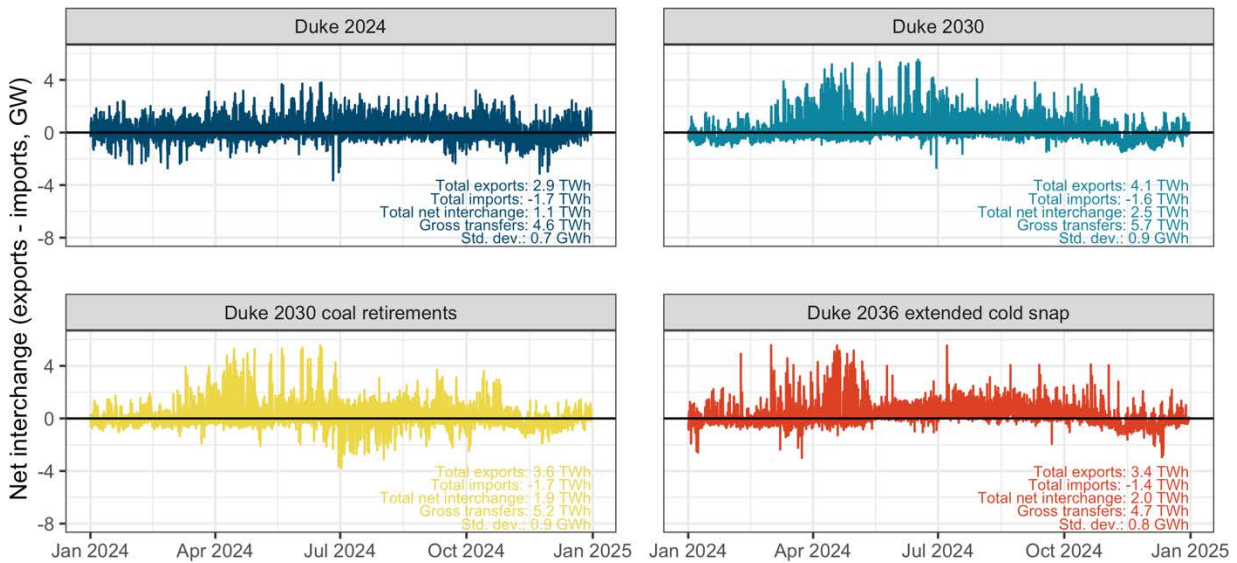 Duke 2024
Duke 2030
Net interchange (exports - imports, GW)
4
0
-4
-8
Total exports: 2.9 TWh
Total imports: -1.7 TWh
Total net interchange: 1.1 TWh
Gross transfers: 4.6 TWh
Std. dev.: 0.7 GWh
Total exports: 4.1 TWh
Total imports: -1.6 TWh
Total net interchange: 2.5 TWh
Gross transfers: 5.7 TWh
Std. dev.: 0.9 GWh
Duke 2030 coal retirements
Duke 2036 extended cold snap
4
0
-4
-8
Total exports: 3.6 TWh
Total imports: -1.7 TWh
Total net interchange: 1.9 TWh
Gross transfers: 5.2 TWh
Std. dev.: 0.9 GWh
Total exports: 3.4 TWh
Total imports: -1.4 TWh
Total net interchange: 2.0 TWh
Gross transfers: 4.7 TWh
Std. dev.: 0.8 GWh
Jan 2024 Apr 2024 Jul 2024 Oct 2024 Jan 2025
Jan 2024 Apr 2024 Jul 2024 Oct 2024 Jan 2025